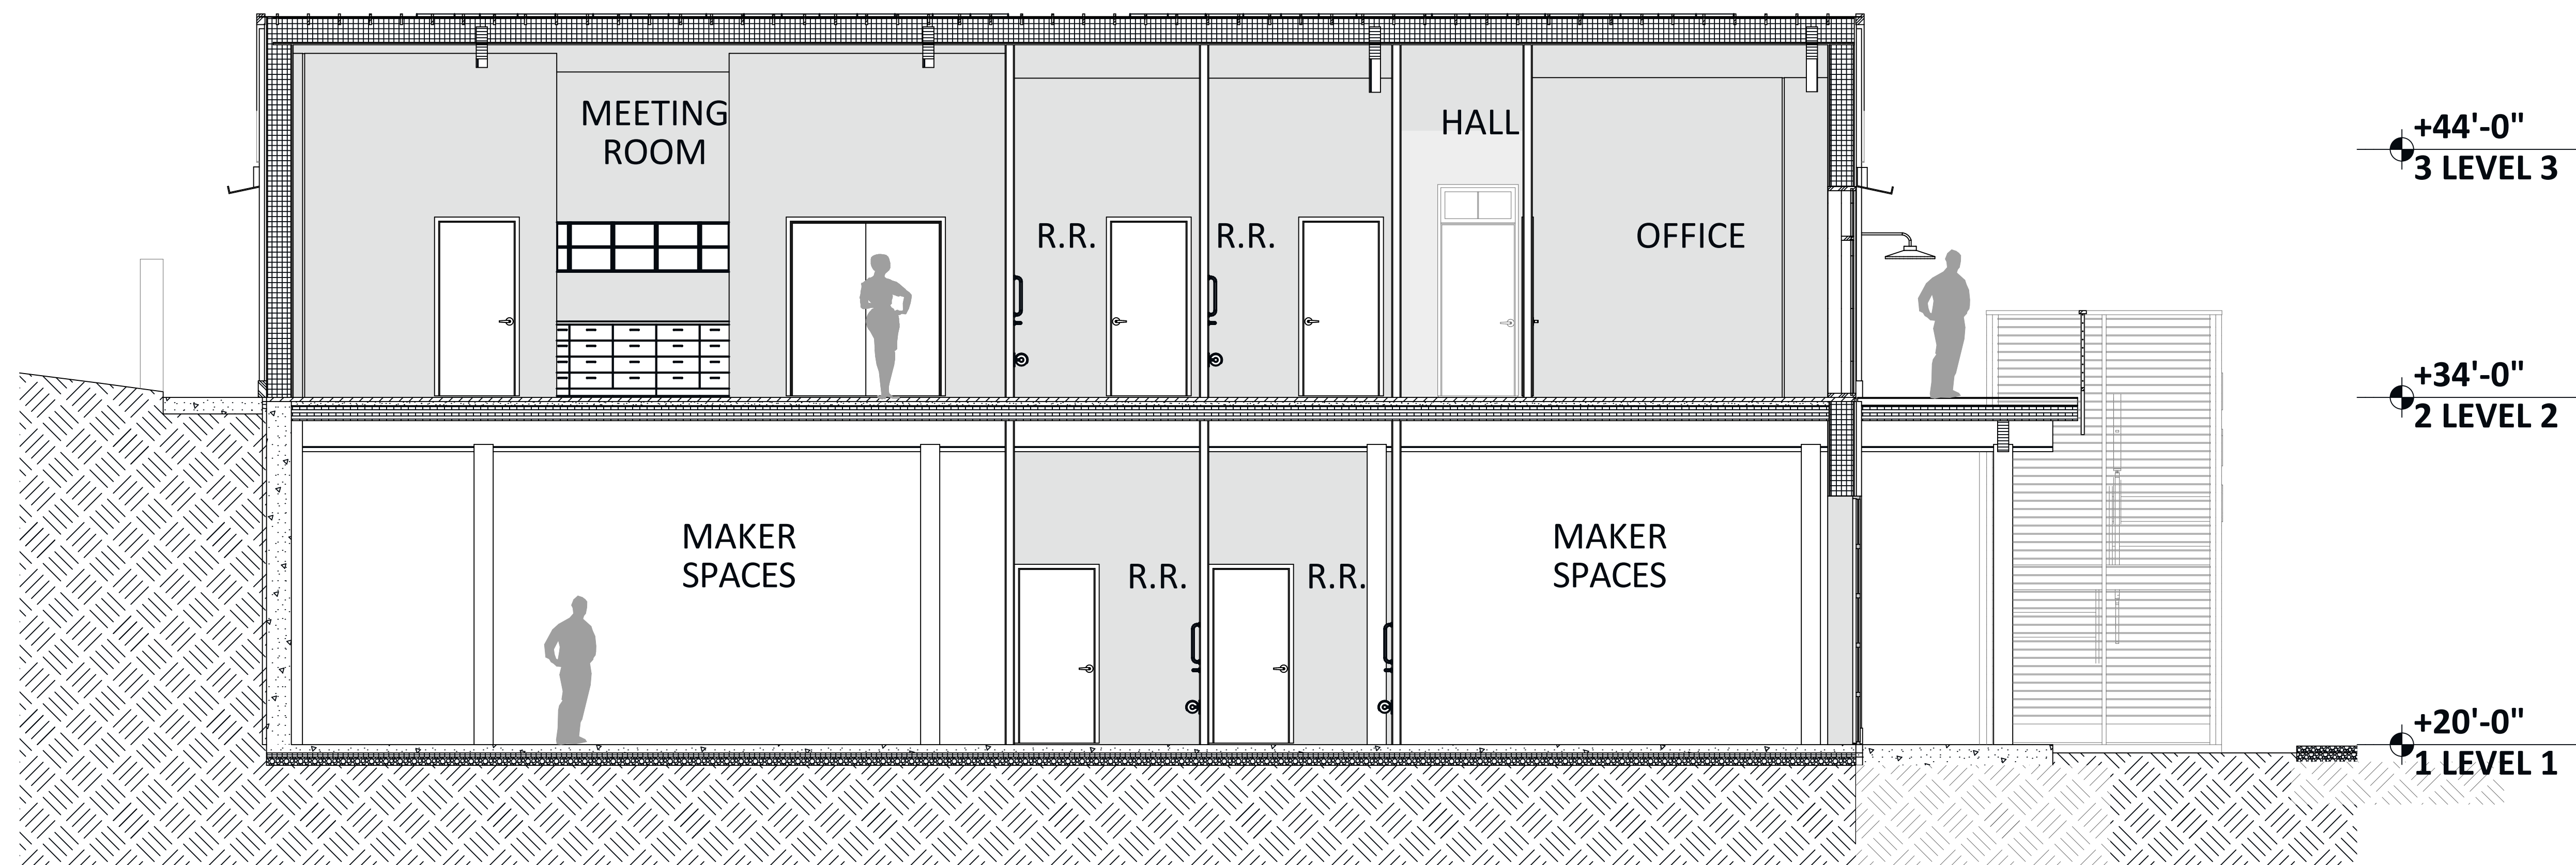 MEETING
ROOM
HALL
+44'-0"
3 LEVEL 3
R.R.
R.R.
OFFICE
+34'-0"
2 LEVEL 2
MAKER
SPACES
R.R.
R.R.
MAKER
SPACES
+20'-0"
1 LEVEL 1